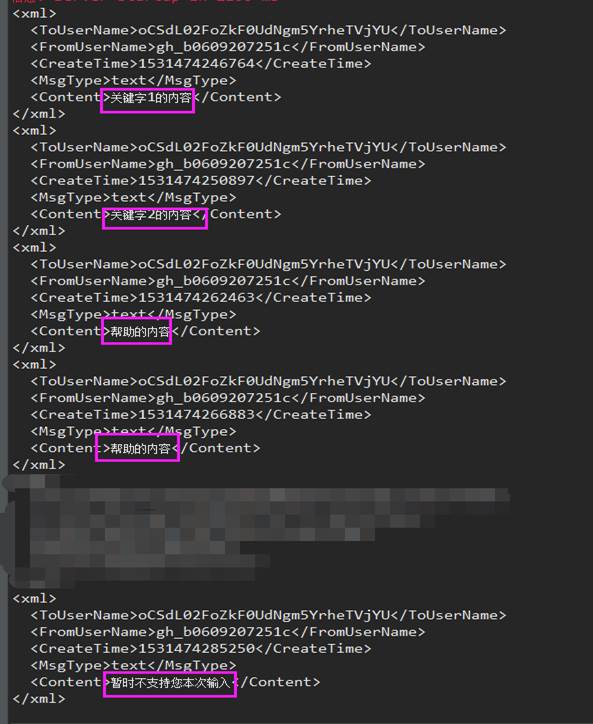 <xml>
<ToUserName>oCSdL02FoZkF0UdNgm5YrheTVjYU</ToUserName>
<FromUserName>gh_b0609207251c</FromUserName>
<CreateTime>1531474246764</CreateTime>
<MsgType>text</MsgType>
<Content>关键字1的内容</Content>
</xml>
<xml>
<ToUserName>oCSdL02FoZkF0UdNgm5YrheTVjYU</ToUserName>
<FromUserName>gh_b0609207251c</FromUserName>
<CreateTime>1531474250897</CreateTime>
<MsgType>text</MsgType>
<Content>关键字2的内容</Content>
</xml>
<xml>
<ToUserName>oCSdL02FoZkF0UdNgm5YrheTVjYU</ToUserName>
<FromUserName>gh_b0609207251c</FromUserName>
<CreateTime>1531474262463</CreateTime>
<MsgType>text</MsgType>
<Content>帮助的内容</Content>
</xml>
<xml>
<ToUserName>oCSdL02FoZkF0UdNgm5YrheTVjYU</ToUserName>
<FromUserName>gh_b0609207251c</FromUserName>
<CreateTime>1531474266883</CreateTime>
<MsgType>text</MsgType>
<Content>帮助的内容</Content>
</xml>
<xml>
<ToUserName>oCSdL02FoZkF0UdNgm5YrheTVjYU</ToUserName>
<FromUserName>gh_b0609207251c</FromUserName>
<CreateTime>1531474285250</CreateTime>
<MsgType>text</MsgType>
<Content>暂时不支持您本次输入</Content>
</xml>